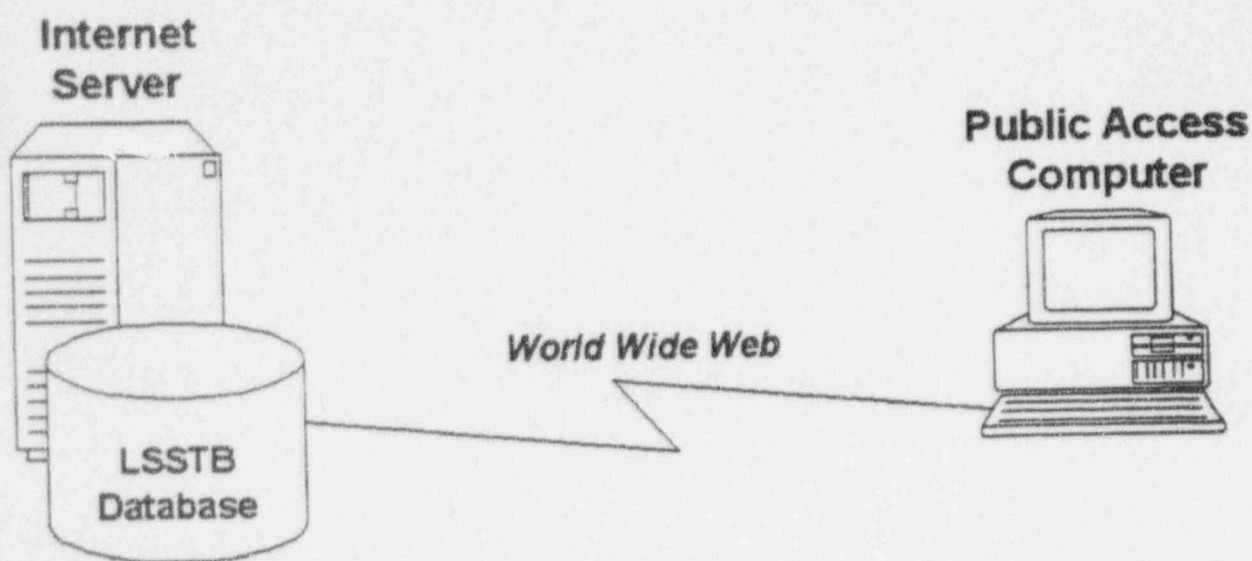 Internet
Server
Public Access
Computer
World Wide Web
LSSTB
Database